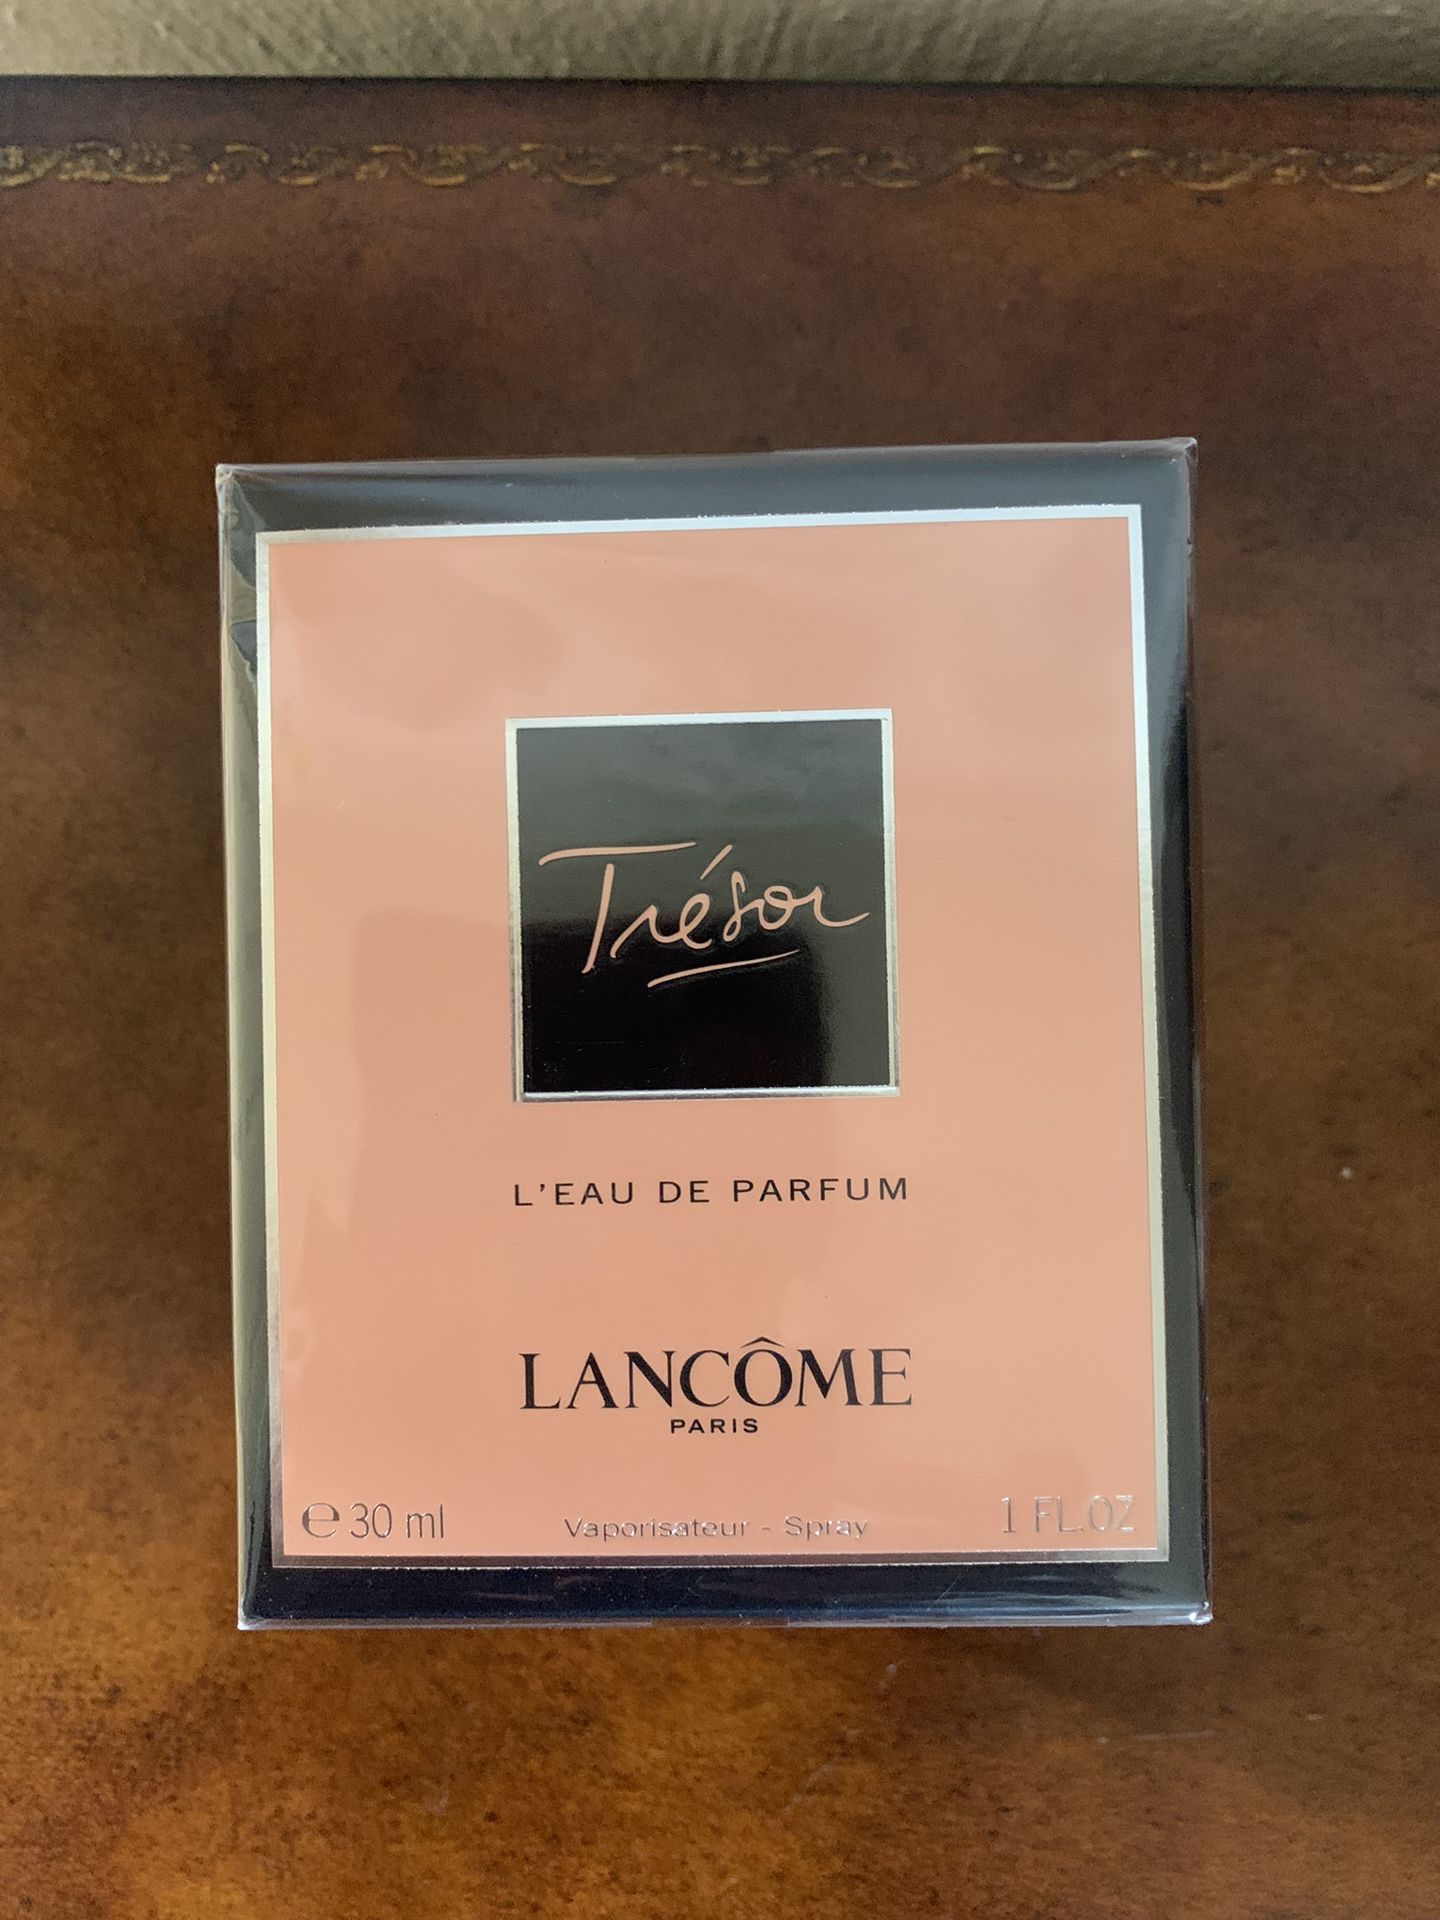 Trésor
L'EAU DE PARFUM
LANCÔME
PARIS
℮ 30 ml Vaporisateur - Spray 1 FL.OZ